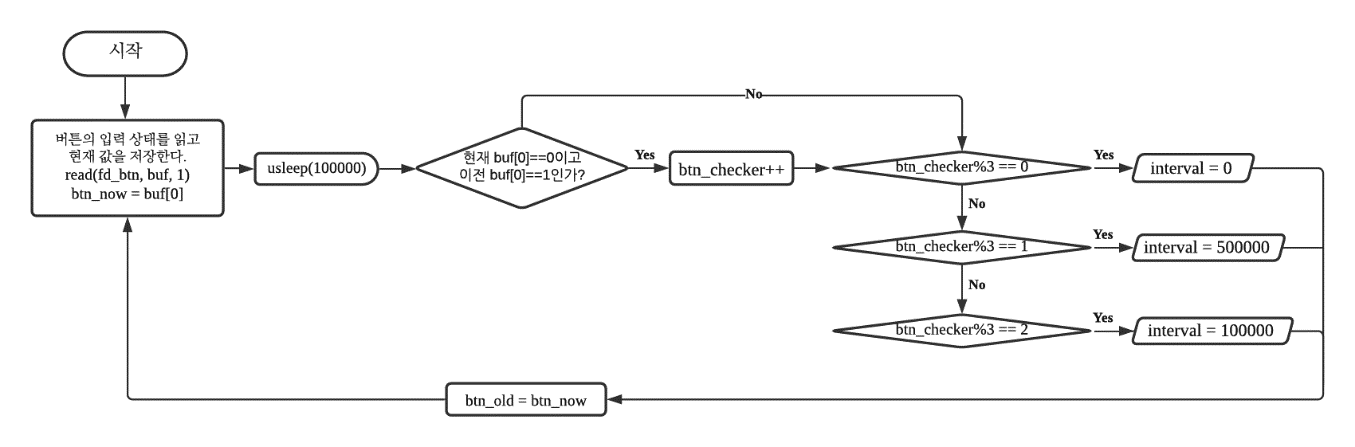 시작
버튼의 입력 상태를 읽고
현재 값을 저장한다.
read(fd_btn, buf, 1)
btn_now = buf[0]
usleep(100000)
현재 buf[0]==0이고
이전 buf[0]==1인가?
No
Yes
btn_checker++
btn_checker%3 == 0
Yes
interval = 0
No
btn_checker%3 == 1
Yes
interval = 500000
No
btn_checker%3 == 2
Yes
interval = 100000
btn_old = btn_now